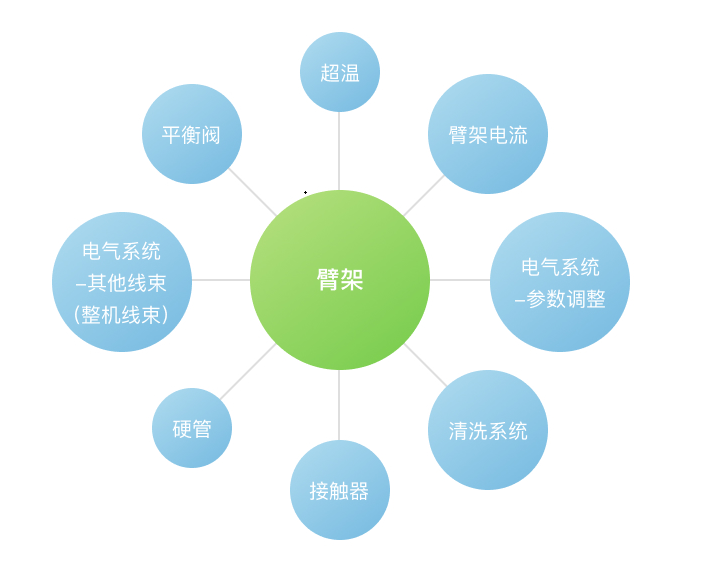 超温
平衡阀
臂架电流
电气系统
–其他线束
(整机线束)
臂架
电气系统
–参数调整
硬管
清洗系统
接触器